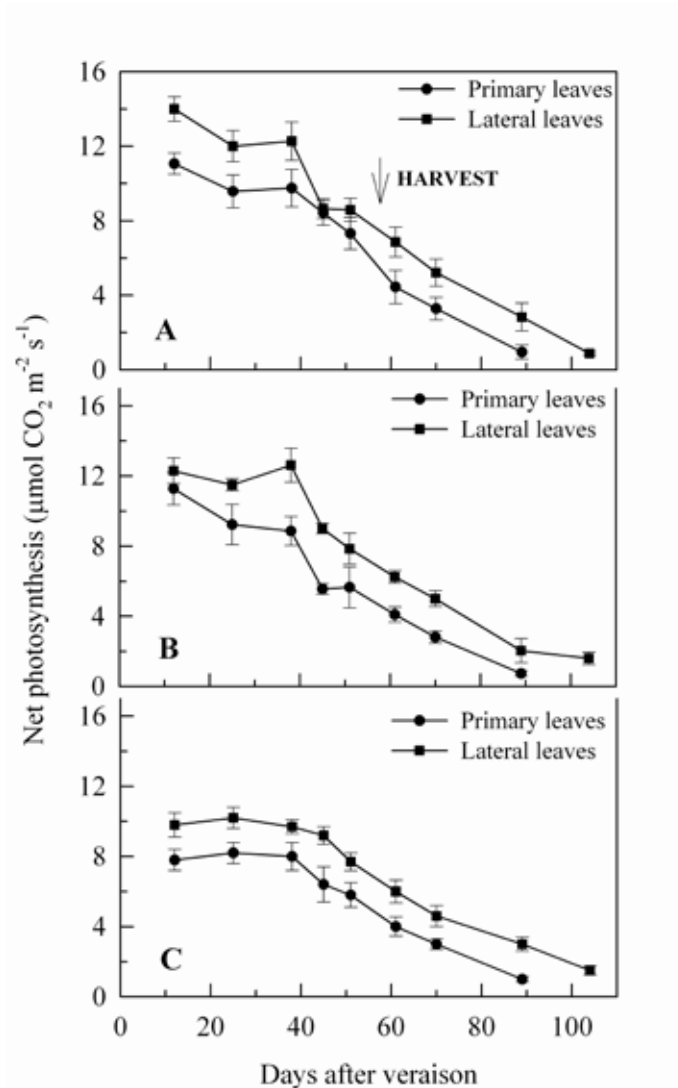 Net photosynthesis (μmol CO₂ m⁻² s⁻¹)
16
12
8
4
0
Primary leaves
Lateral leaves
HARVEST
A
16
12
8
4
0
Primary leaves
Lateral leaves
B
16
12
8
4
0
Primary leaves
Lateral leaves
C
0 20 40 60 80 100
Days after veraison